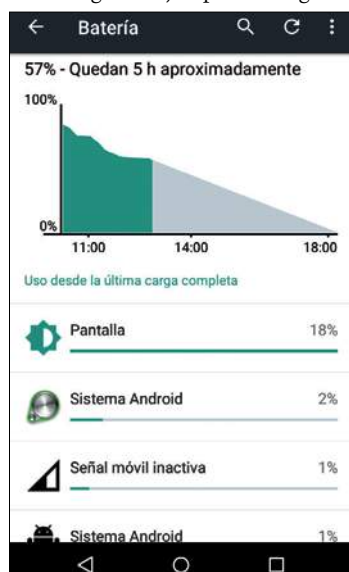 Batería
57% - Quedan 5 h aproximadamente
100%
0%
11:00 14:00 18:00
Uso desde la última carga completa
Pantalla 18%
Sistema Android 2%
Señal móvil inactiva 1%
Sistema Android 1%